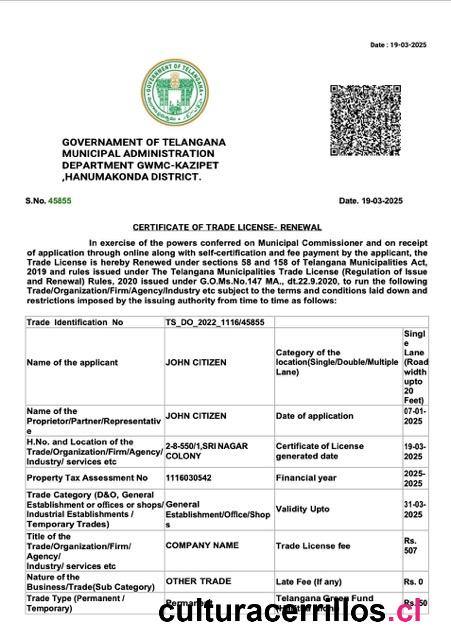 Date : 19-03-2025
GOVERNMENT OF TELANGANA
GOVERNAMENT OF TELANGANA
MUNICIPAL ADMINISTRATION
DEPARTMENT GWMC-KAZIPET
,HANUMAKONDA DISTRICT.
S.No. 45855
Date. 19-03-2025
CERTIFICATE OF TRADE LICENSE- RENEWAL
In exercise of the powers conferred on Municipal Commissioner and on receipt
of application through online along with self-certification and fee payment by the applicant, the
Trade License is hereby Renewed under sections 58 and 158 of Telangana Municipalities Act,
2019 and rules issued under The Telangana Municipalities Trade License (Regulation of Issue
and Renewal) Rules, 2020 issued under G.O.Ms.No.147 MA., dt.22.9.2020, to run the following
Trade/Organization/Firm/Agency/Industry etc subject to the terms and conditions laid down and
restrictions imposed by the issuing authority from time to time as follows:
Trade Identification No
TS_DO_2022_1116/45855
Name of the applicant
JOHN CITIZEN
Category of the
location(Single/Double/Multiple
Lane)
Singl
e
Lane
(Road
width
upto
20
Feet)
Name of the
Proprietor/Partner/Representativ
e
JOHN CITIZEN
Date of application
07-01-
2025
H.No. and Location of the
Trade/Organization/Firm/Agency/
Industry/ services etc
2-8-550/1,SRI NAGAR
COLONY
Certificate of License
generated date
19-03-
2025
Property Tax Assessment No
1116030542
Financial year
2025-
2025
Trade Category (D&O, General
Establishment or offices or shops/
Industrial Establishments /
Temporary Trades)
General
Establishment/Office/Shop
s
Validity Upto
31-03-
2025
Title of the
Trade/Organization/Firm/
Agency/
Industry/ services etc
COMPANY NAME
Trade License fee
Rs.
507
Nature of the
Business/Trade(Sub Category)
OTHER TRADE
Late Fee (If any)
Rs. 0
Trade Type (Permanent /
Temporary)
Permanent
Telangana Green Fund
Rs. 50
culturacerrillos.cl